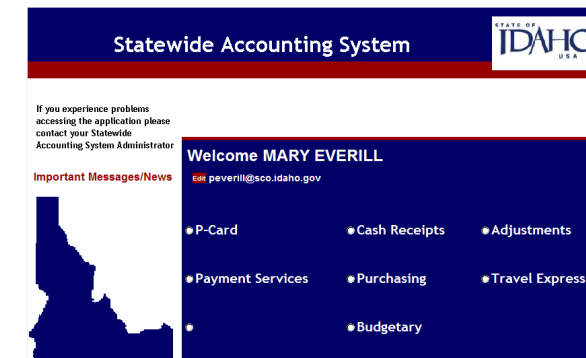 Statewide Accounting System
STATE OF
IDAHO
USA
If you experience problems
accessing the application please
contact your Statewide
Accounting System Administrator
Important Messages/News
Welcome MARY EVERILL
Edit peverill@sco.idaho.gov
P-Card Cash Receipts Adjustments
Payment Services Purchasing Travel Express
Budgetary